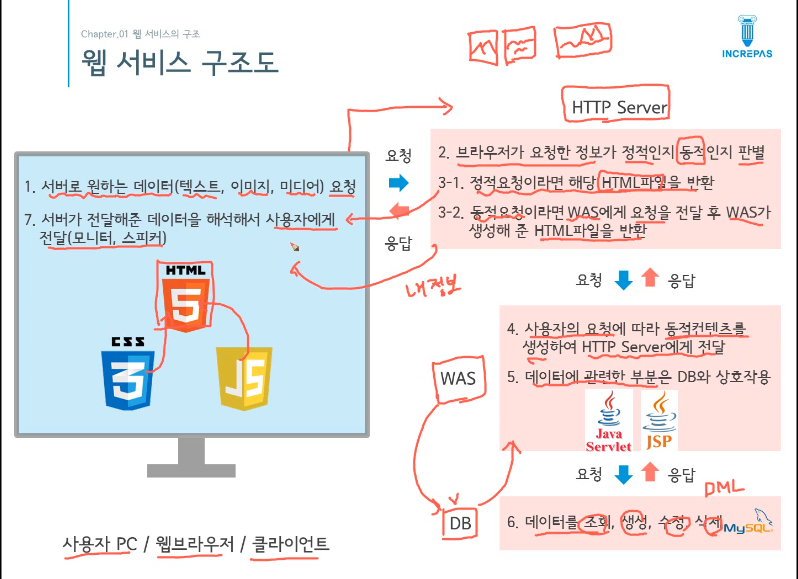 Chapter.01 웹 서비스의 구조
웹 서비스 구조도
INCREPAS
HTTP Server
요청
응답
1. 서버로 원하는 데이터(텍스트, 이미지, 미디어) 요청
7. 서버가 전달해준 데이터을 해석해서 사용자에게
전달(모니터, 스피커)
HTML
5
CSS
3
JS
사용자 PC / 웹브라우저 / 클라이언트
2. 브라우저가 요청한 정보가 정적인지 동적인지 판별
3-1. 정적요청이라면 해당 HTML파일을 반환
3-2. 동적요청이라면 WAS에게 요청을 전달 후 WAS가
생성해 준 HTML파일을 반환
내정보
요청
응답
WAS
4. 사용자의 요청에 따라 동적컨텐츠를
생성하여 HTTP Server에게 전달
5. 데이터에 관련한 부분은 DB와 상호작용
Java
Servlet
JSP
요청
응답
DML
DB
6. 데이터를 조회, 생성, 수정, 삭제
MySQL